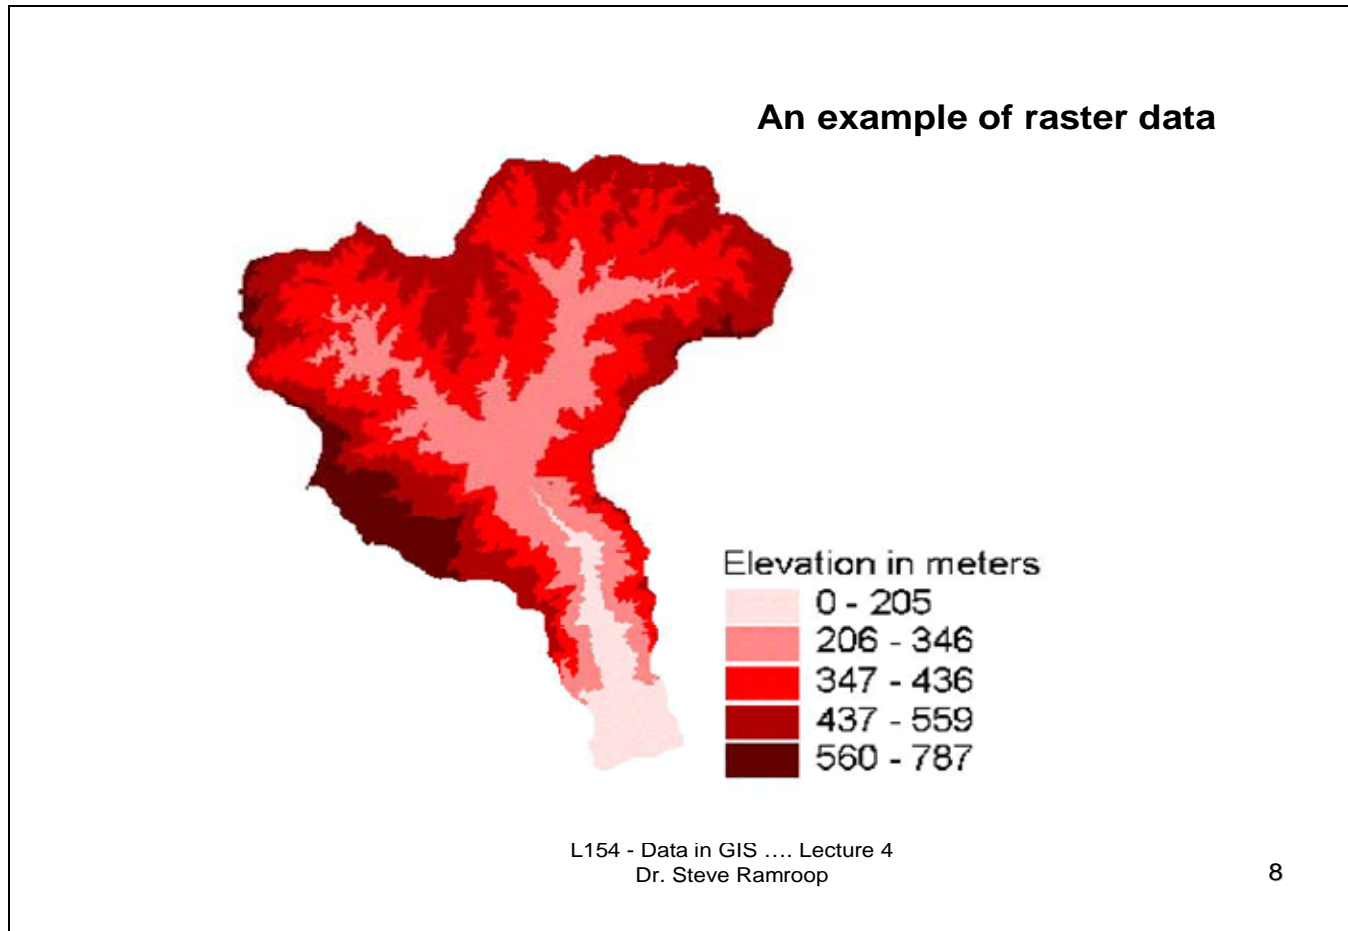 An example of raster data
Elevation in meters
0 - 205
206 - 346
347 - 436
437 - 559
560 - 787
L154 - Data in GIS .... Lecture 4
Dr. Steve Ramroop
8